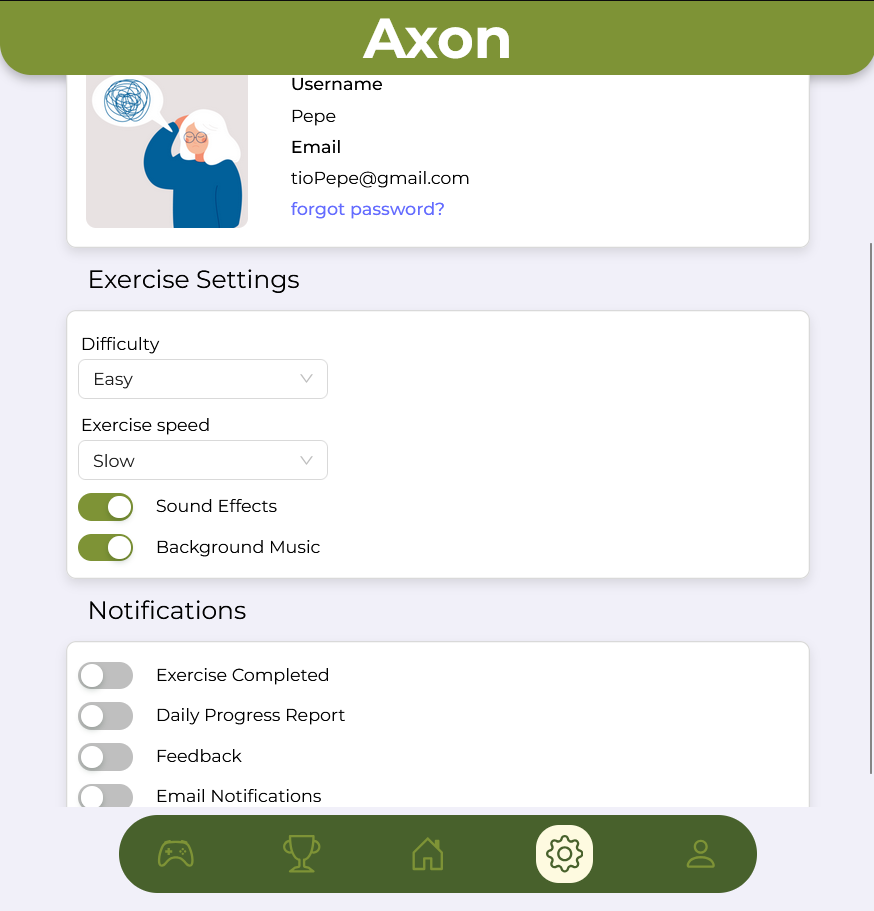 Axon
Username
Pepe
Email
tioPepe@gmail.com
forgot password?
Exercise Settings
Difficulty
Easy
Exercise speed
Slow
Sound Effects
Background Music
Notifications
Exercise Completed
Daily Progress Report
Feedback
Email Notifications